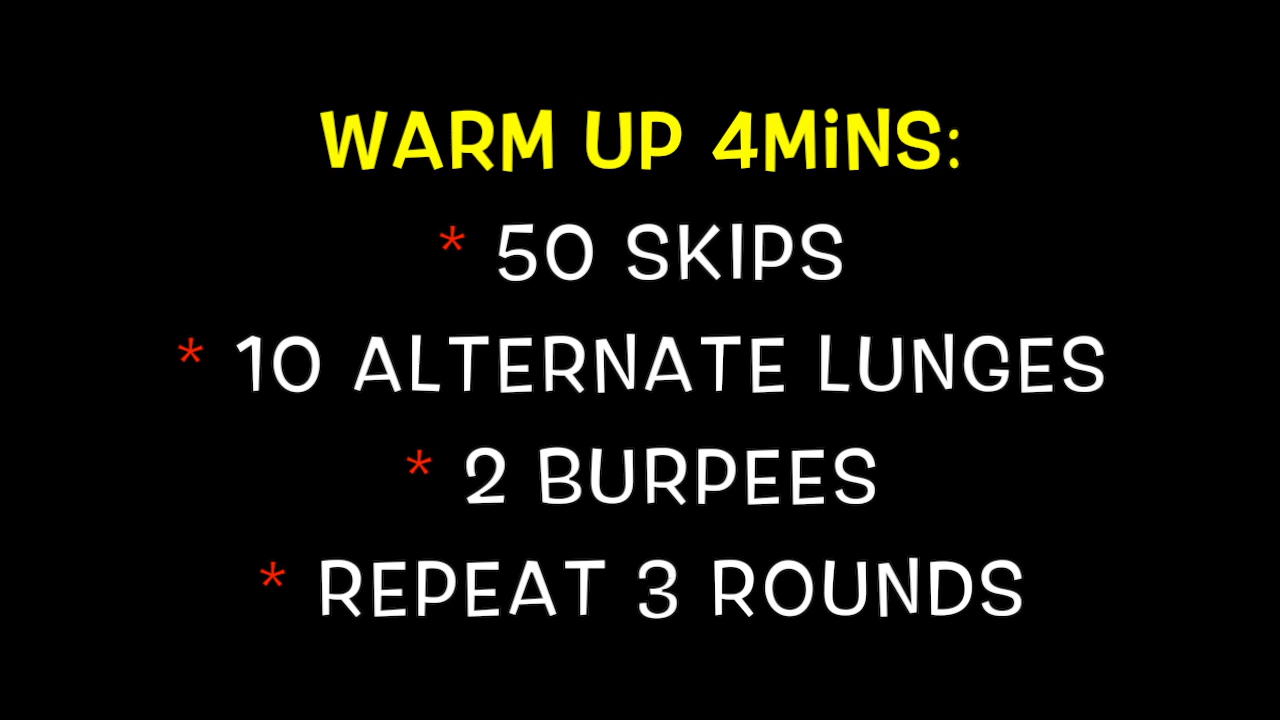 WARM UP 4MiNS:
* 50 SKIPS
* 10 ALTERNATE LUNGES
* 2 BURPEES
* REPEAT 3 ROUNDS